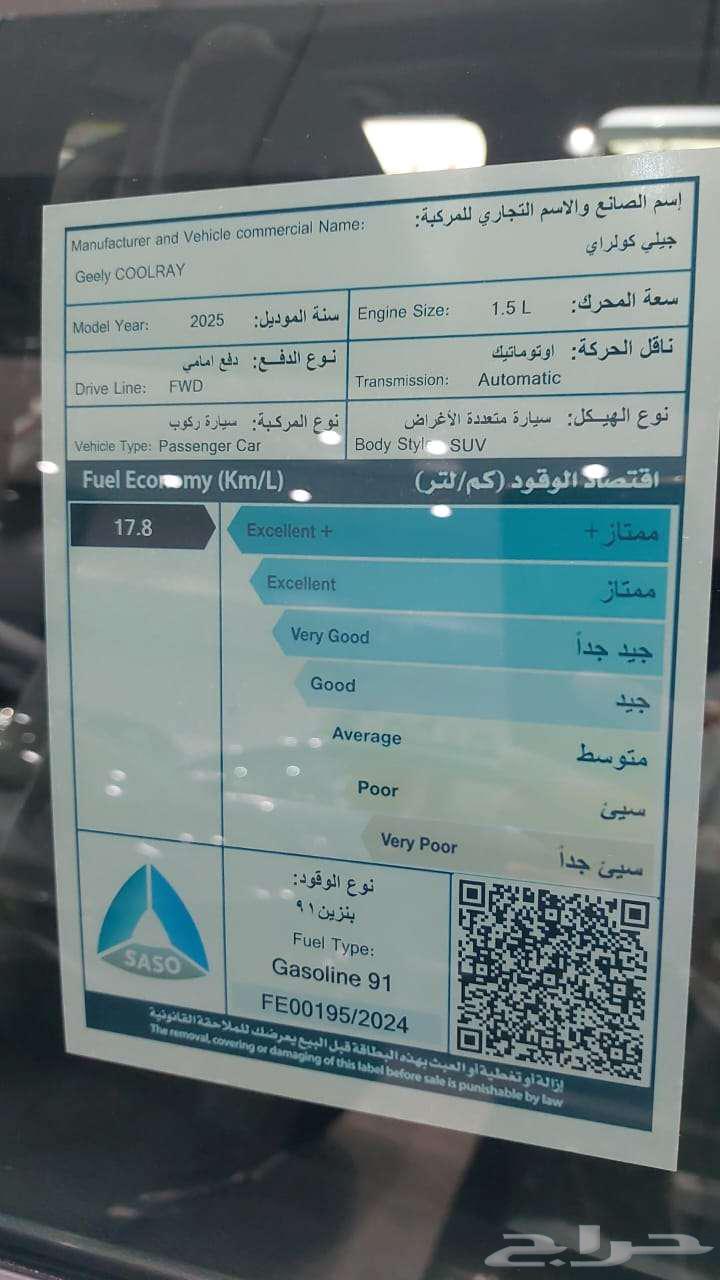 إسم الصانع والاسم التجاري للمركبة:
Manufacturer and Vehicle commercial Name:
جيلي كولراي
Geely COOLRAY
سعة المحرك: 1.5 L Engine Size:
سنة الموديل: 2025 Model Year:
ناقل الحركة: اوتوماتيك
Transmission: Automatic
نوع الدفع: دفع امامي
Drive Line: FWD
نوع الهيكل: سيارة متعددة الأغراض
Body Style: SUV
نوع المركبة: سيارة ركوب
Vehicle Type: Passenger Car
Fuel Economy (Km/L) اقتصاد الوقود (كم/لتر)
17.8 Excellent + ممتاز +
Excellent ممتاز
Very Good جيد جداً
Good جيد
Average متوسط
Poor سيئ
Very Poor سيئ جداً
نوع الوقود:
بنزين ٩١
Fuel Type:
Gasoline 91
FE00195/2024
SASO
إزالة أو تغطية أو العبث بهذه البطاقة قبل البيع يعرضك للملاحقة القانونية
The removal, covering or damaging of this label before sale is punishable by law
حراج